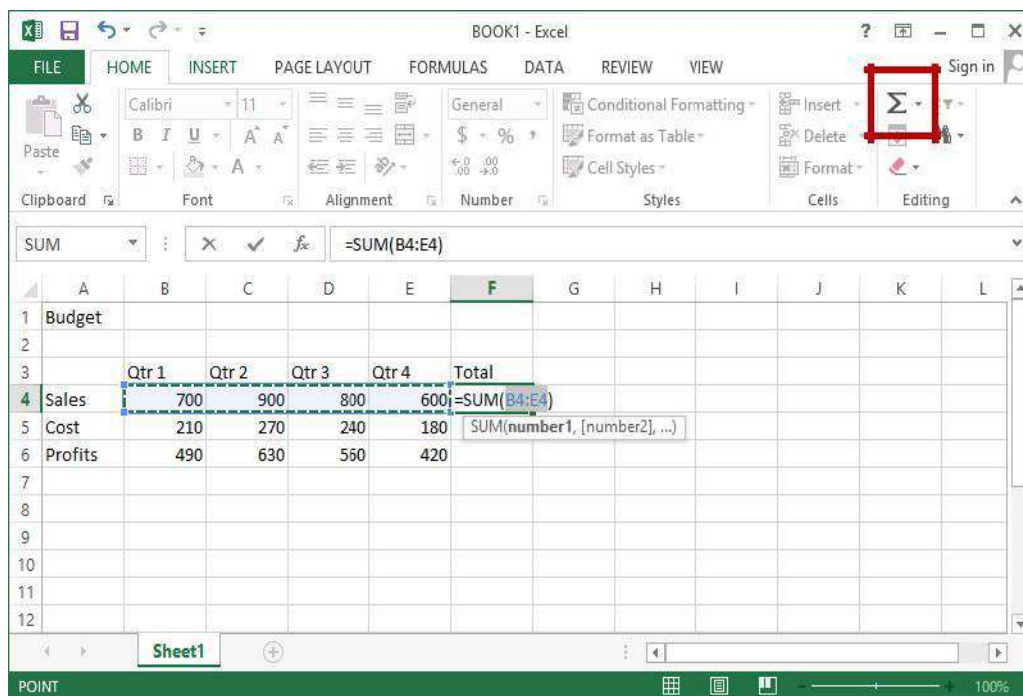 BOOK1 - Excel ?
FILE HOME INSERT PAGE LAYOUT FORMULAS DATA REVIEW VIEW Sign in
Calibri 11 General Conditional Formatting Insert Σ
Paste B I U A A $ % , Format as Table Delete
A .0 .00 .00 .0 Cell Styles Format
Clipboard Font Alignment Number Styles Cells Editing
SUM fx =SUM(B4:E4)
A B C D E F G H I J K L
1 Budget
2
3 Qtr 1 Qtr 2 Qtr 3 Qtr 4 Total
4 Sales 700 900 800 600 =SUM(B4:E4)
5 Cost 210 270 240 180 SUM(number1, [number2], ...)
6 Profits 490 630 560 420
7
8
9
10
11
12
Sheet1
POINT 100%